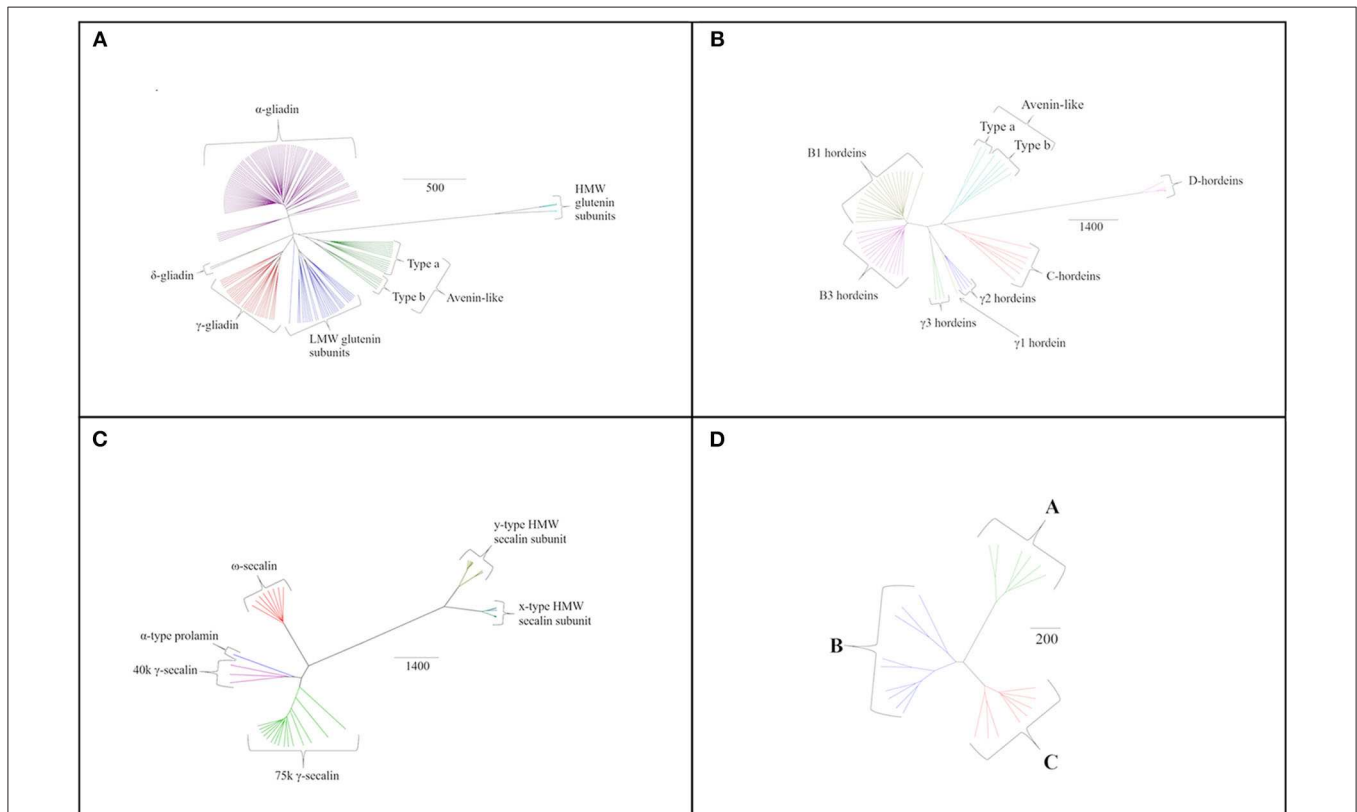 A
α-gliadin
500
HMW
glutenin
subunits
δ-gliadin
Type a
Type b
Avenin-like
γ-gliadin
LMW glutenin
subunits
B
Avenin-like
Type a
Type b
B1 hordeins
D-hordeins
1400
B3 hordeins
C-hordeins
γ2 hordeins
γ3 hordeins
γ1 hordein
C
y-type HMW
secalin subunit
ω-secalin
x-type HMW
secalin subunit
α-type prolamin
40k γ-secalin
1400
75k γ-secalin
D
A
200
B
C